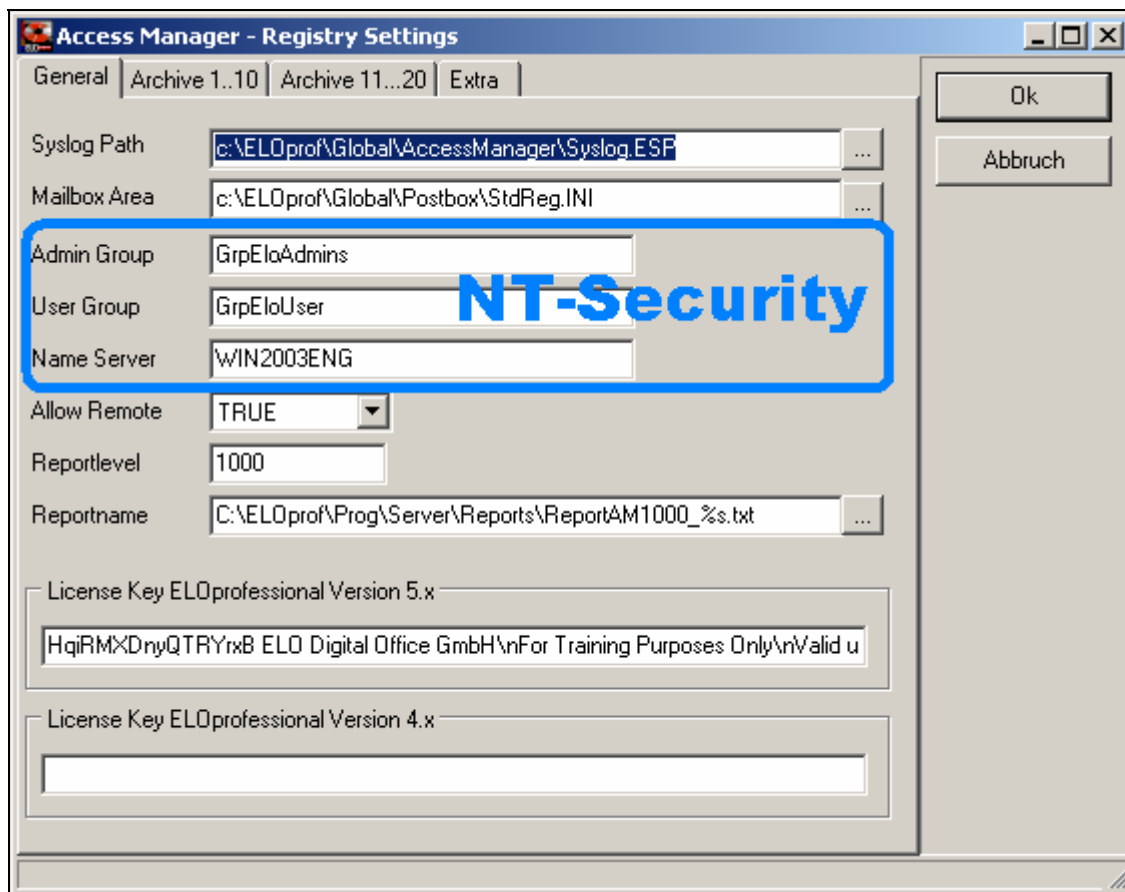 Access Manager - Registry Settings
General Archive 1..10 Archive 11...20 Extra
Ok
Abbruch
Syslog Path c:\ELOprof\Global\AccessManager\Syslog.ESP ...
Mailbox Area c:\ELOprof\Global\Postbox\StdReg.INI ...
Admin Group GrpEloAdmins
User Group GrpEloUser
NT-Security
Name Server WIN2003ENG
Allow Remote TRUE
Reportlevel 1000
Reportname C:\ELOprof\Prog\Server\Reports\ReportAM1000_%s.txt ...
License Key ELOprofessional Version 5.x
HqiRMXDnyQTRYrxB ELO Digital Office GmbH\nFor Training Purposes Only\nValid u
License Key ELOprofessional Version 4.x